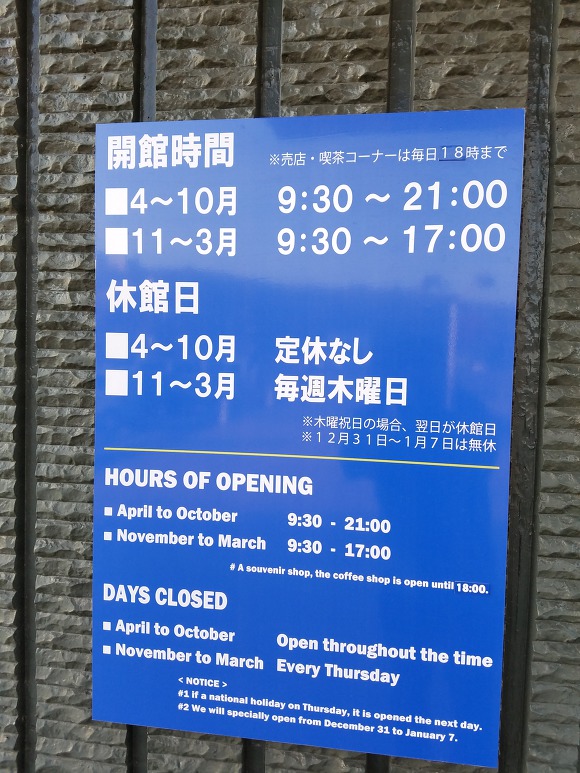 開館時間 ※売店・喫茶コーナーは毎日18時まで
■4～10月 9:30 ～ 21:00
■11～3月 9:30 ～ 17:00
休館日
■4～10月 定休なし
■11～3月 毎週木曜日
※木曜祝日の場合、翌日が休館日
※12月31日～1月7日は無休
HOURS OF OPENING
■ April to October 9:30 - 21:00
■ November to March 9:30 - 17:00
# A souvenir shop, the coffee shop is open until 18:00.
DAYS CLOSED
■ April to October Open throughout the time
■ November to March Every Thursday
< NOTICE >
#1 If a national holiday on Thursday, it is opened the next day.
#2 We will specially open from December 31 to January 7.